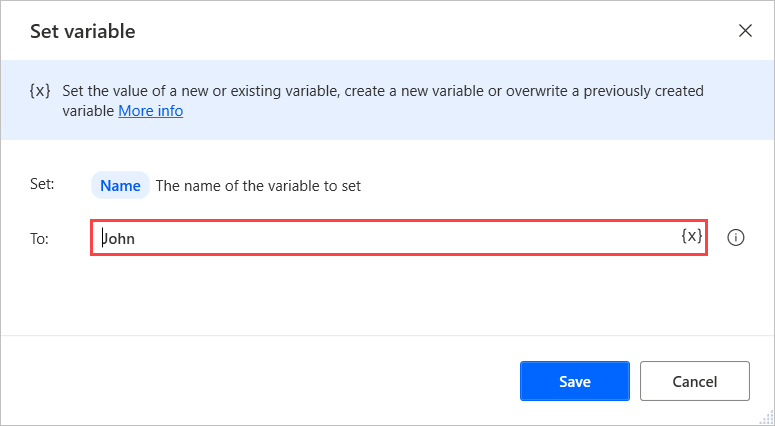 Set variable
{x} Set the value of a new or existing variable, create a new variable or overwrite a previously created
variable More info
Set: Name The name of the variable to set
To: John {x}
Save Cancel